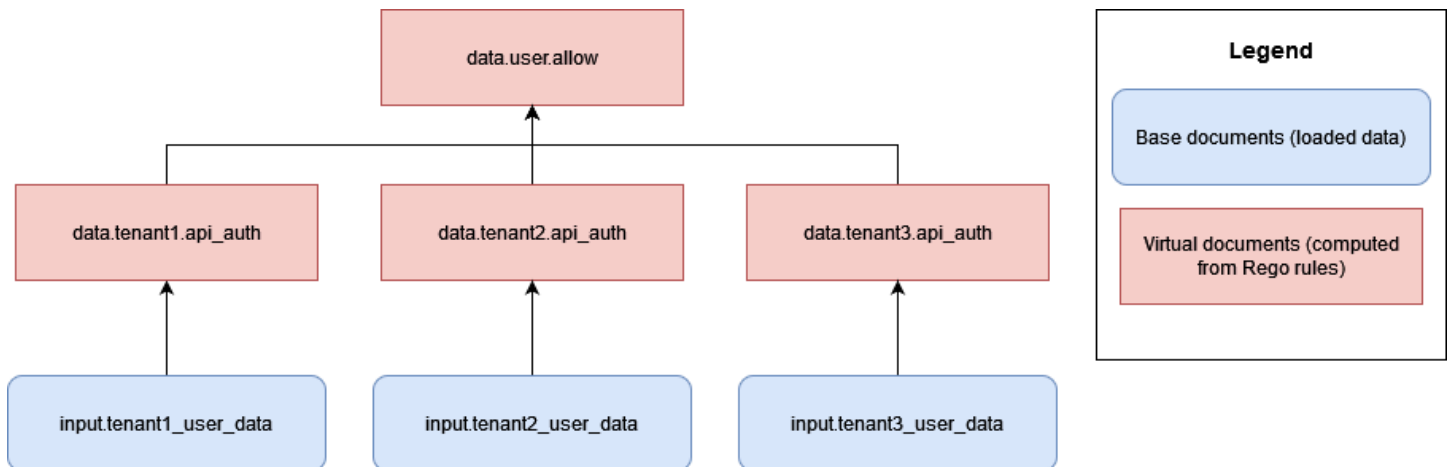 data.user.allow
data.tenant1.api_auth
data.tenant2.api_auth
data.tenant3.api_auth
input.tenant1_user_data
input.tenant2_user_data
input.tenant3_user_data
Legend
Base documents (loaded data)
Virtual documents (computed
from Rego rules)